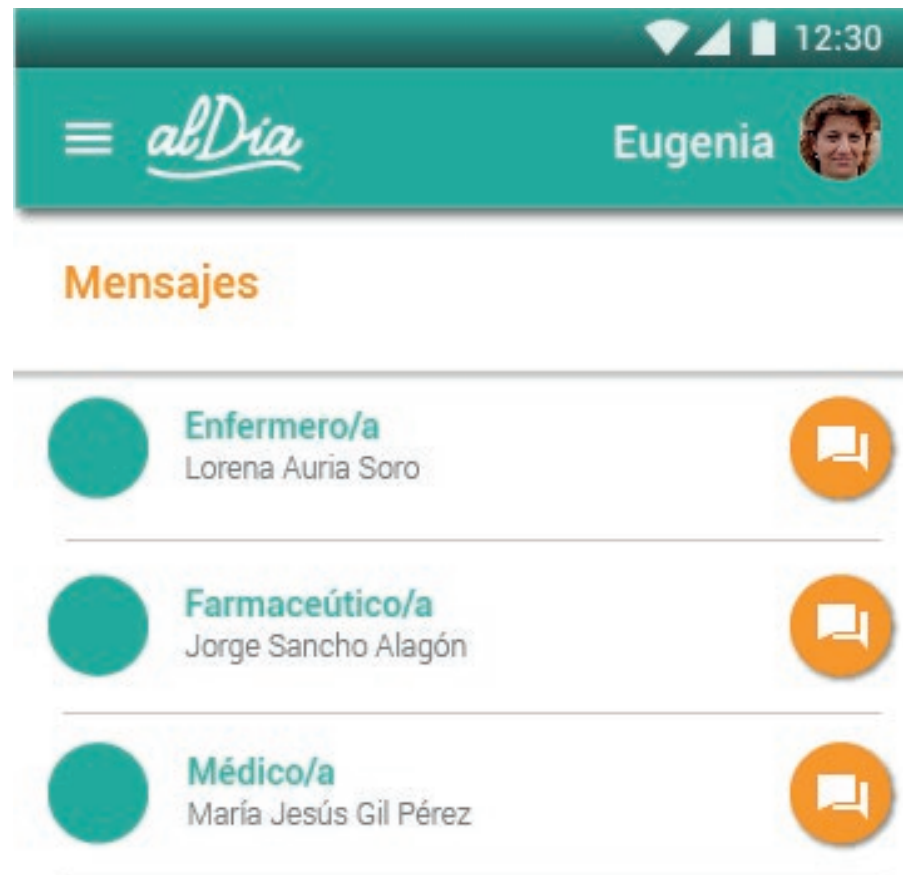 12:30
alDía Eugenia
Mensajes
Enfermero/a
Lorena Auria Soro
Farmaceútico/a
Jorge Sancho Alagón
Médico/a
María Jesús Gil Pérez